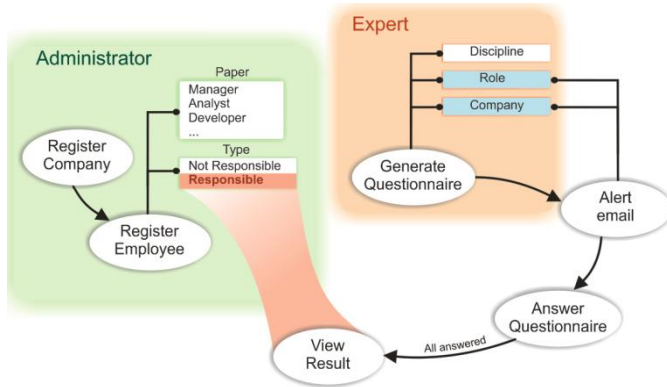 Administrator
Paper
Manager
Analyst
Developer
...
Type
Not Responsible
Responsible
Register
Company
Register
Employee
Expert
Discipline
Role
Company
Generate
Questionnaire
Alert
email
Answer
Questionnaire
All answered
View
Result